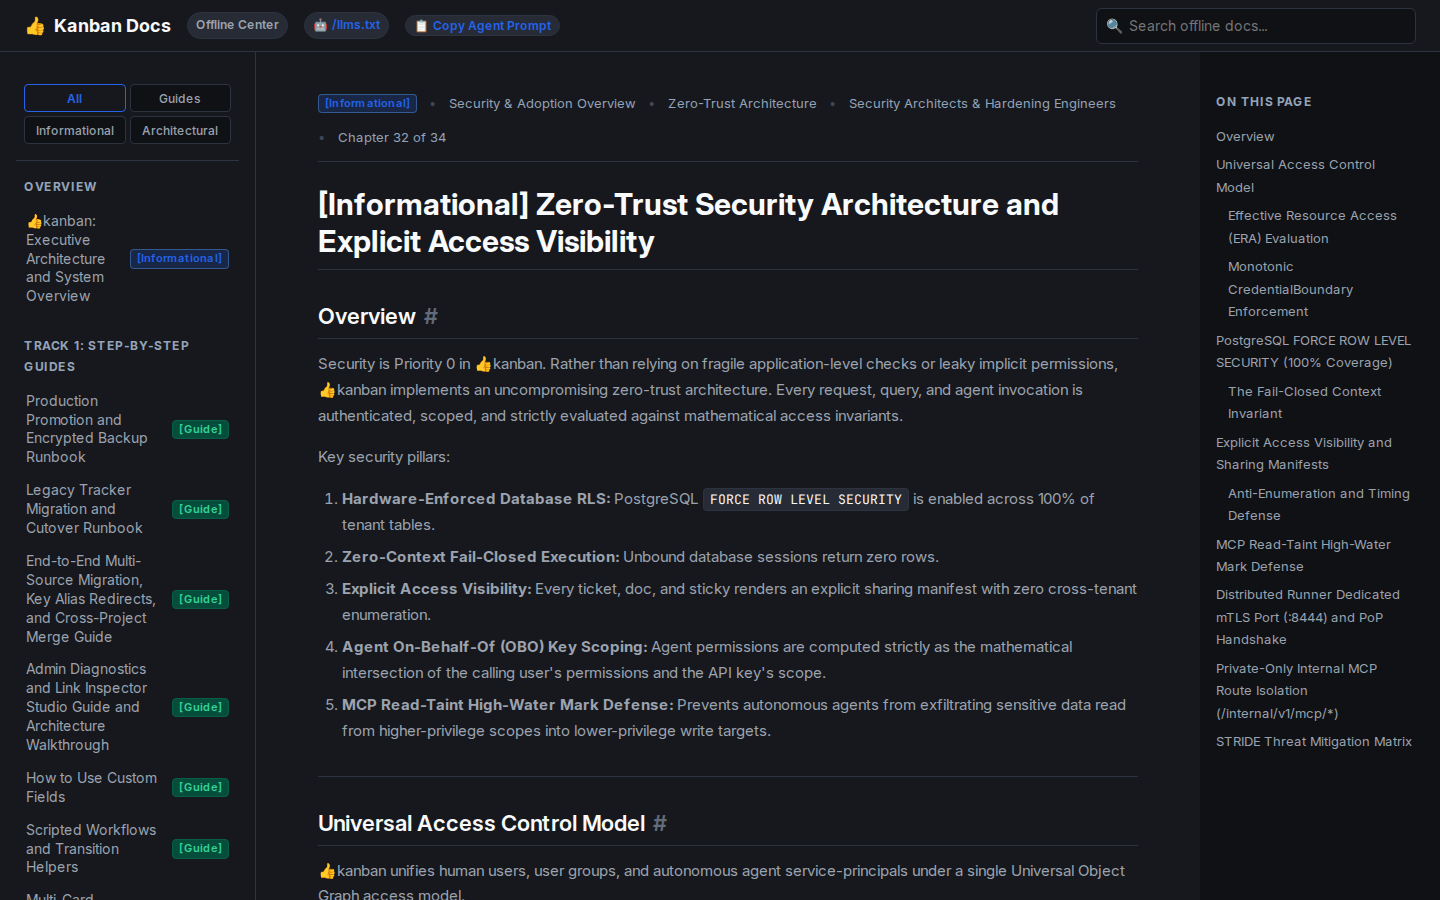 👍 Kanban Docs
Offline Center
🤖 /llms.txt
📋 Copy Agent Prompt
🔍 Search offline docs...
All
Guides
Informational
Architectural
OVERVIEW
👍kanban:
Executive
Architecture
and System
Overview
[Informational]
TRACK 1: STEP-BY-STEP
GUIDES
Production
Promotion and
Encrypted Backup
Runbook
[Guide]
Legacy Tracker
Migration and
Cutover Runbook
[Guide]
End-to-End Multi-
Source Migration,
Key Alias Redirects,
and Cross-Project
Merge Guide
[Guide]
Admin Diagnostics
and Link Inspector
Studio Guide and
Architecture
Walkthrough
[Guide]
How to Use Custom
Fields
[Guide]
Scripted Workflows
and Transition
Helpers
[Guide]
Multi-Card
[Informational] • Security & Adoption Overview • Zero-Trust Architecture • Security Architects & Hardening Engineers
• Chapter 32 of 34
[Informational] Zero-Trust Security Architecture and
Explicit Access Visibility
Overview #
Security is Priority 0 in 👍kanban. Rather than relying on fragile application-level checks or leaky implicit permissions,
👍kanban implements an uncompromising zero-trust architecture. Every request, query, and agent invocation is
authenticated, scoped, and strictly evaluated against mathematical access invariants.
Key security pillars:
1. Hardware-Enforced Database RLS: PostgreSQL FORCE ROW LEVEL SECURITY is enabled across 100% of
tenant tables.
2. Zero-Context Fail-Closed Execution: Unbound database sessions return zero rows.
3. Explicit Access Visibility: Every ticket, doc, and sticky renders an explicit sharing manifest with zero cross-tenant
enumeration.
4. Agent On-Behalf-Of (OBO) Key Scoping: Agent permissions are computed strictly as the mathematical
intersection of the calling user's permissions and the API key's scope.
5. MCP Read-Taint High-Water Mark Defense: Prevents autonomous agents from exfiltrating sensitive data read
from higher-privilege scopes into lower-privilege write targets.
Universal Access Control Model #
👍kanban unifies human users, user groups, and autonomous agent service-principals under a single Universal Object
Graph access model.
ON THIS PAGE
Overview
Universal Access Control
Model
Effective Resource Access
(ERA) Evaluation
Monotonic
CredentialBoundary
Enforcement
PostgreSQL FORCE ROW LEVEL
SECURITY (100% Coverage)
The Fail-Closed Context
Invariant
Explicit Access Visibility and
Sharing Manifests
Anti-Enumeration and Timing
Defense
MCP Read-Taint High-Water
Mark Defense
Distributed Runner Dedicated
mTLS Port (:8444) and PoP
Handshake
Private-Only Internal MCP
Route Isolation
(/internal/v1/mcp/*)
STRIDE Threat Mitigation Matrix